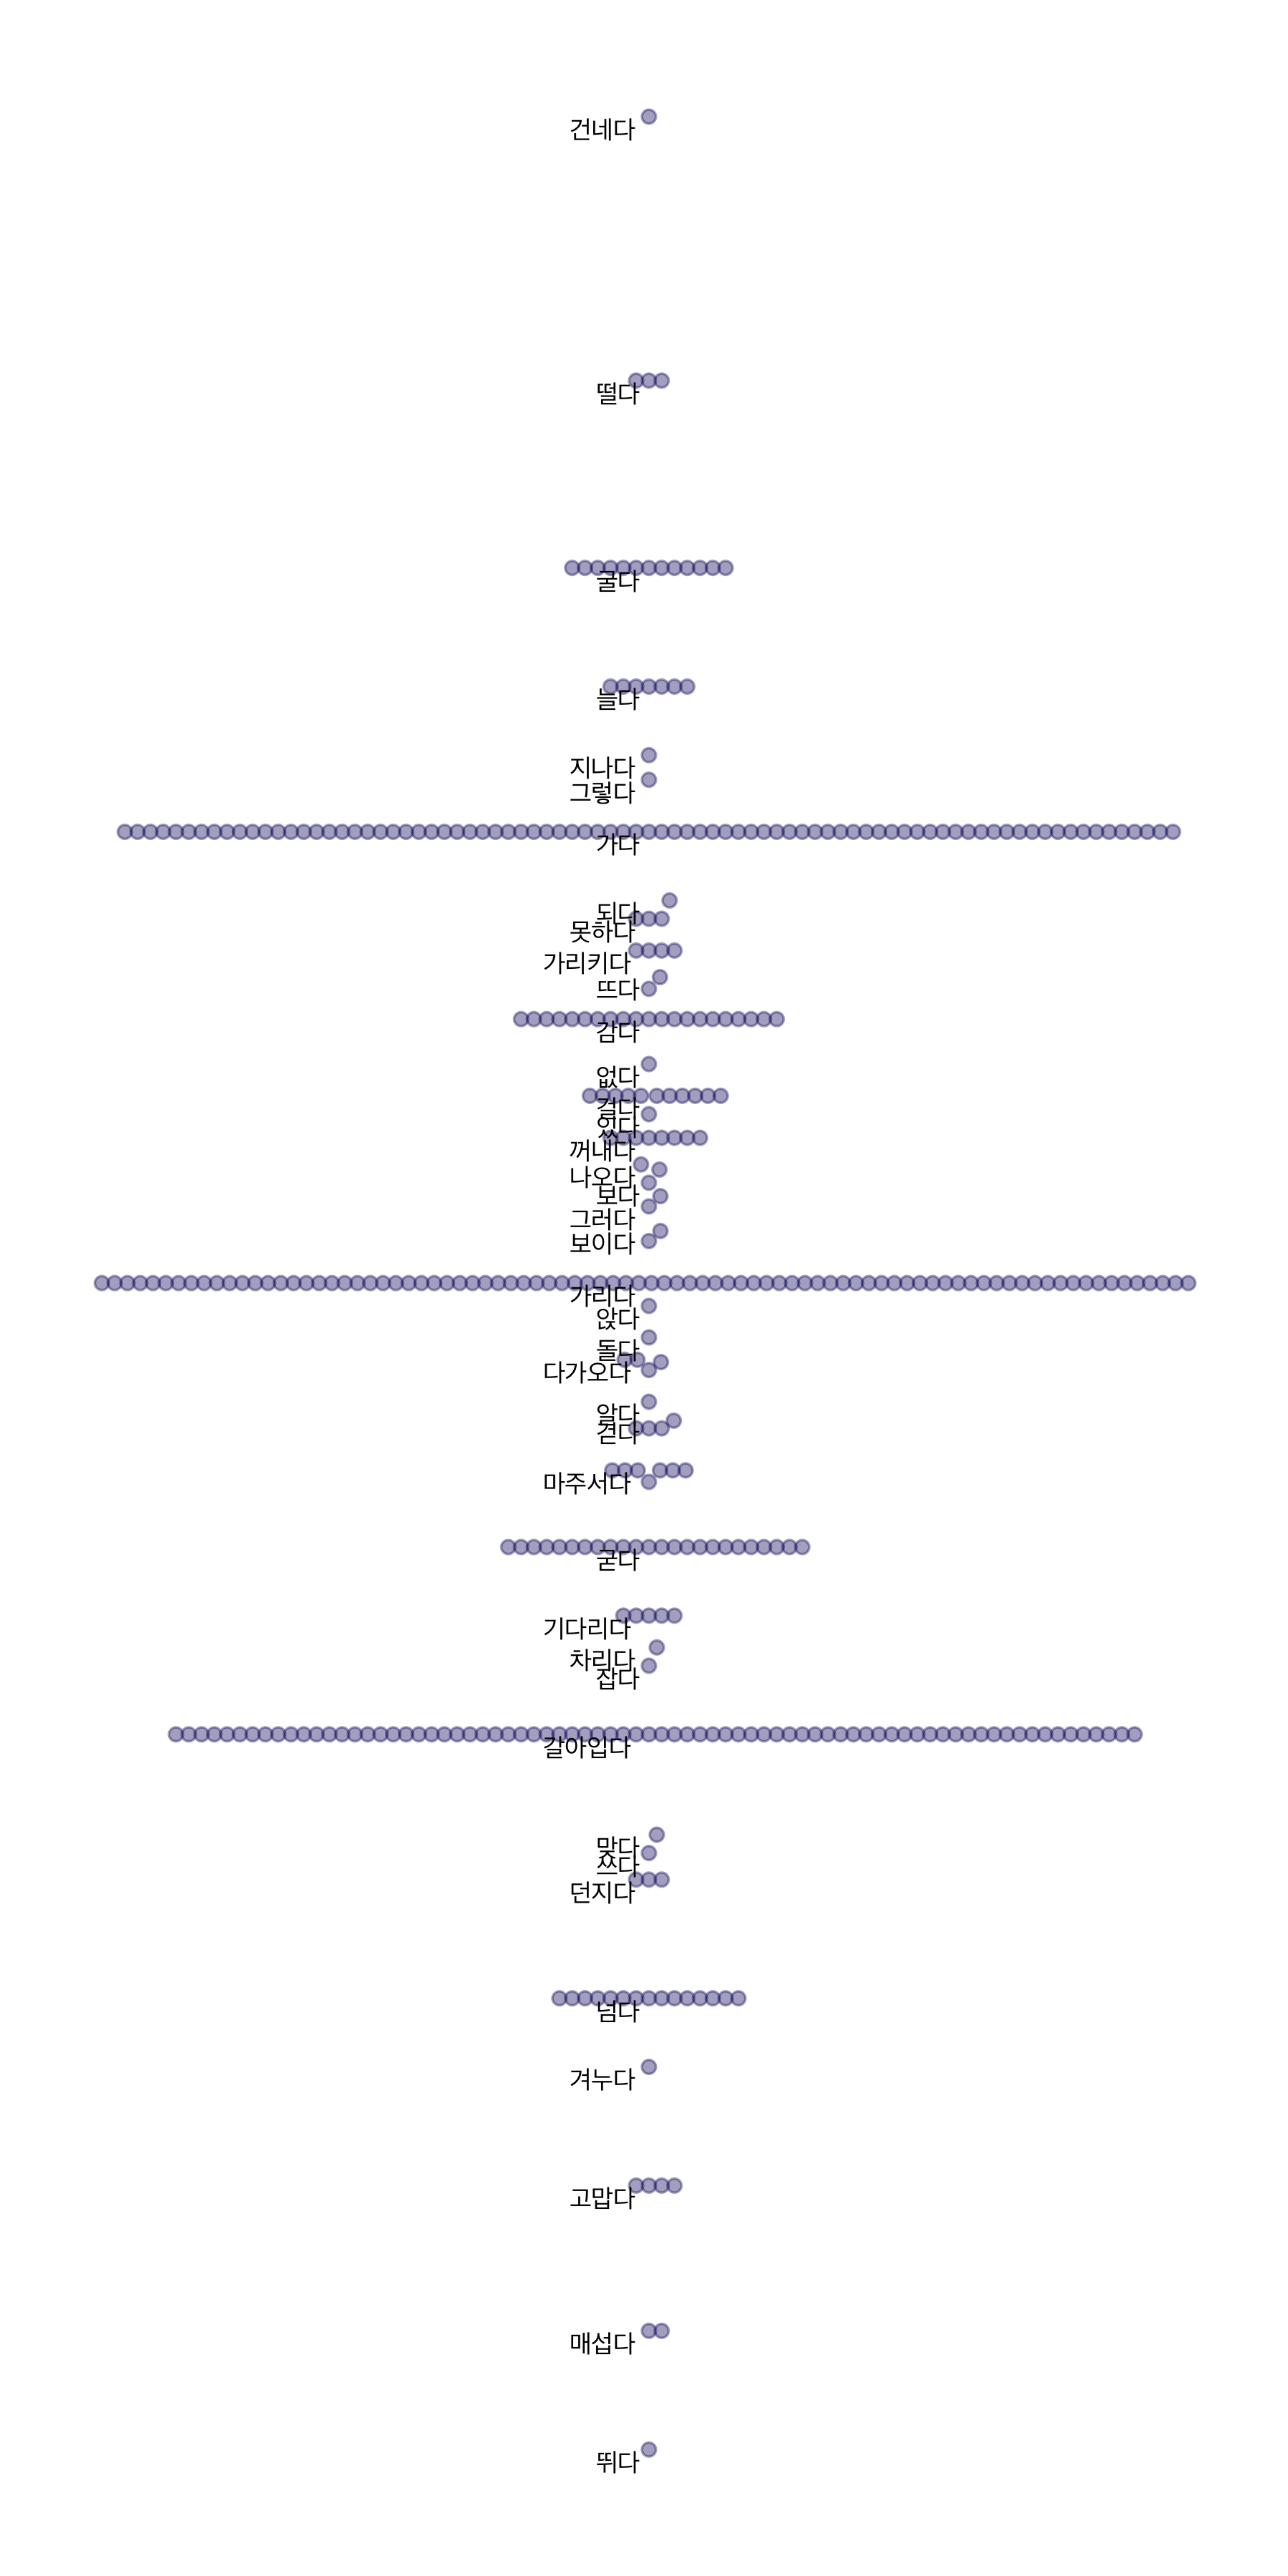 건네다
떨다
굴다
늘다
지나다
그렇다
가다
되다
못하다
가리키다
뜨다
감다
없다
걸다
꺼내다
나오다
보다
그러다
보이다
가리다
앉다
돌다
다가오다
알다
걷다
마주서다
굳다
기다리다
차리다
잡다
갈아입다
맞다
쓰다
던지다
넘다
겨누다
고맙다
매섭다
뛰다